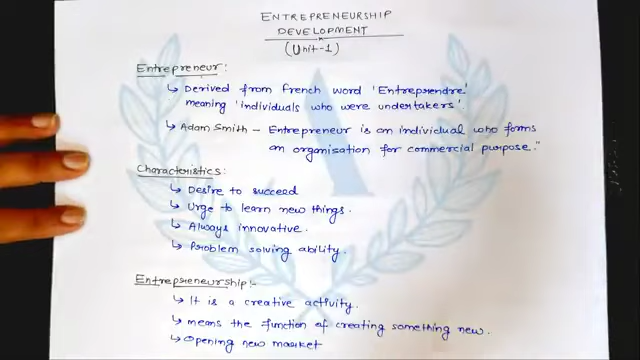 ENTREPRENEURSHIP
DEVELOPMENT
(Unit-1)
Entrepreneur:
↳ Derived from French word 'Entreprendre'
meaning 'individuals who were undertakers'.
↳ Adam Smith - Entrepreneur is an individual who forms
an organisation for commercial purpose."
Characteristics:
↳ Desire to succeed
↳ Urge to learn new things.
↳ Always innovative.
↳ Problem solving ability.
Entrepreneurship:-
↳ It is a creative activity.
↳ means the function of creating something new.
↳ Opening new market